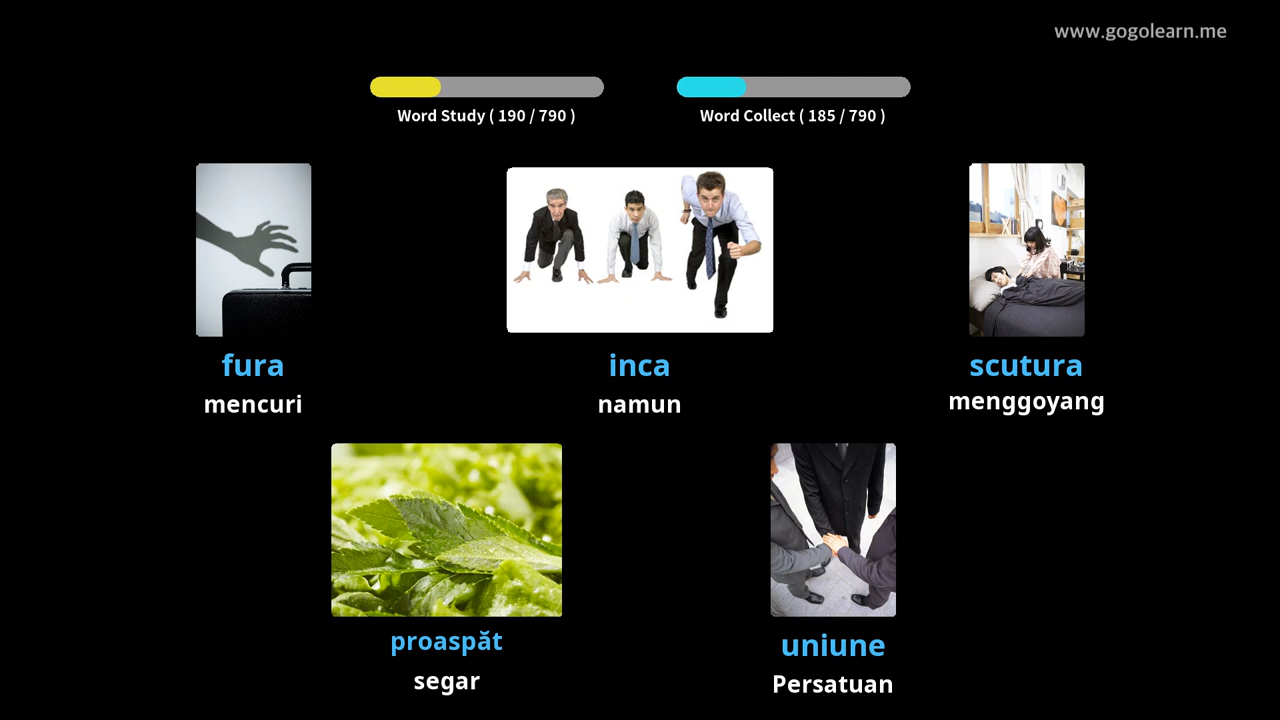 www.gogolearn.me
Word Study ( 190 / 790 )
Word Collect ( 185 / 790 )
fura
mencuri
inca
namun
scutura
menggoyang
proaspăt
segar
uniune
Persatuan